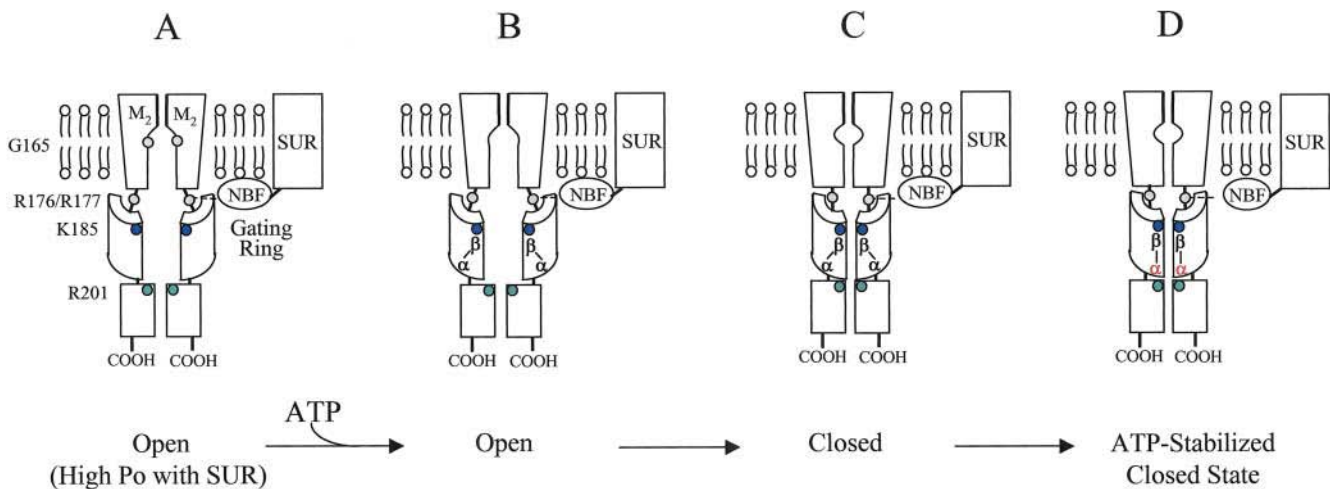 A B C D
M2 M2 SUR SUR SUR SUR
G165
R176/R177 NBF NBF NBF NBF
K185 Gating
Ring
β β β β β β
α α α α α α
R201
COOH COOH COOH COOH COOH COOH COOH COOH
ATP
Open Open Closed ATP-Stabilized
(High Po with SUR) Closed State